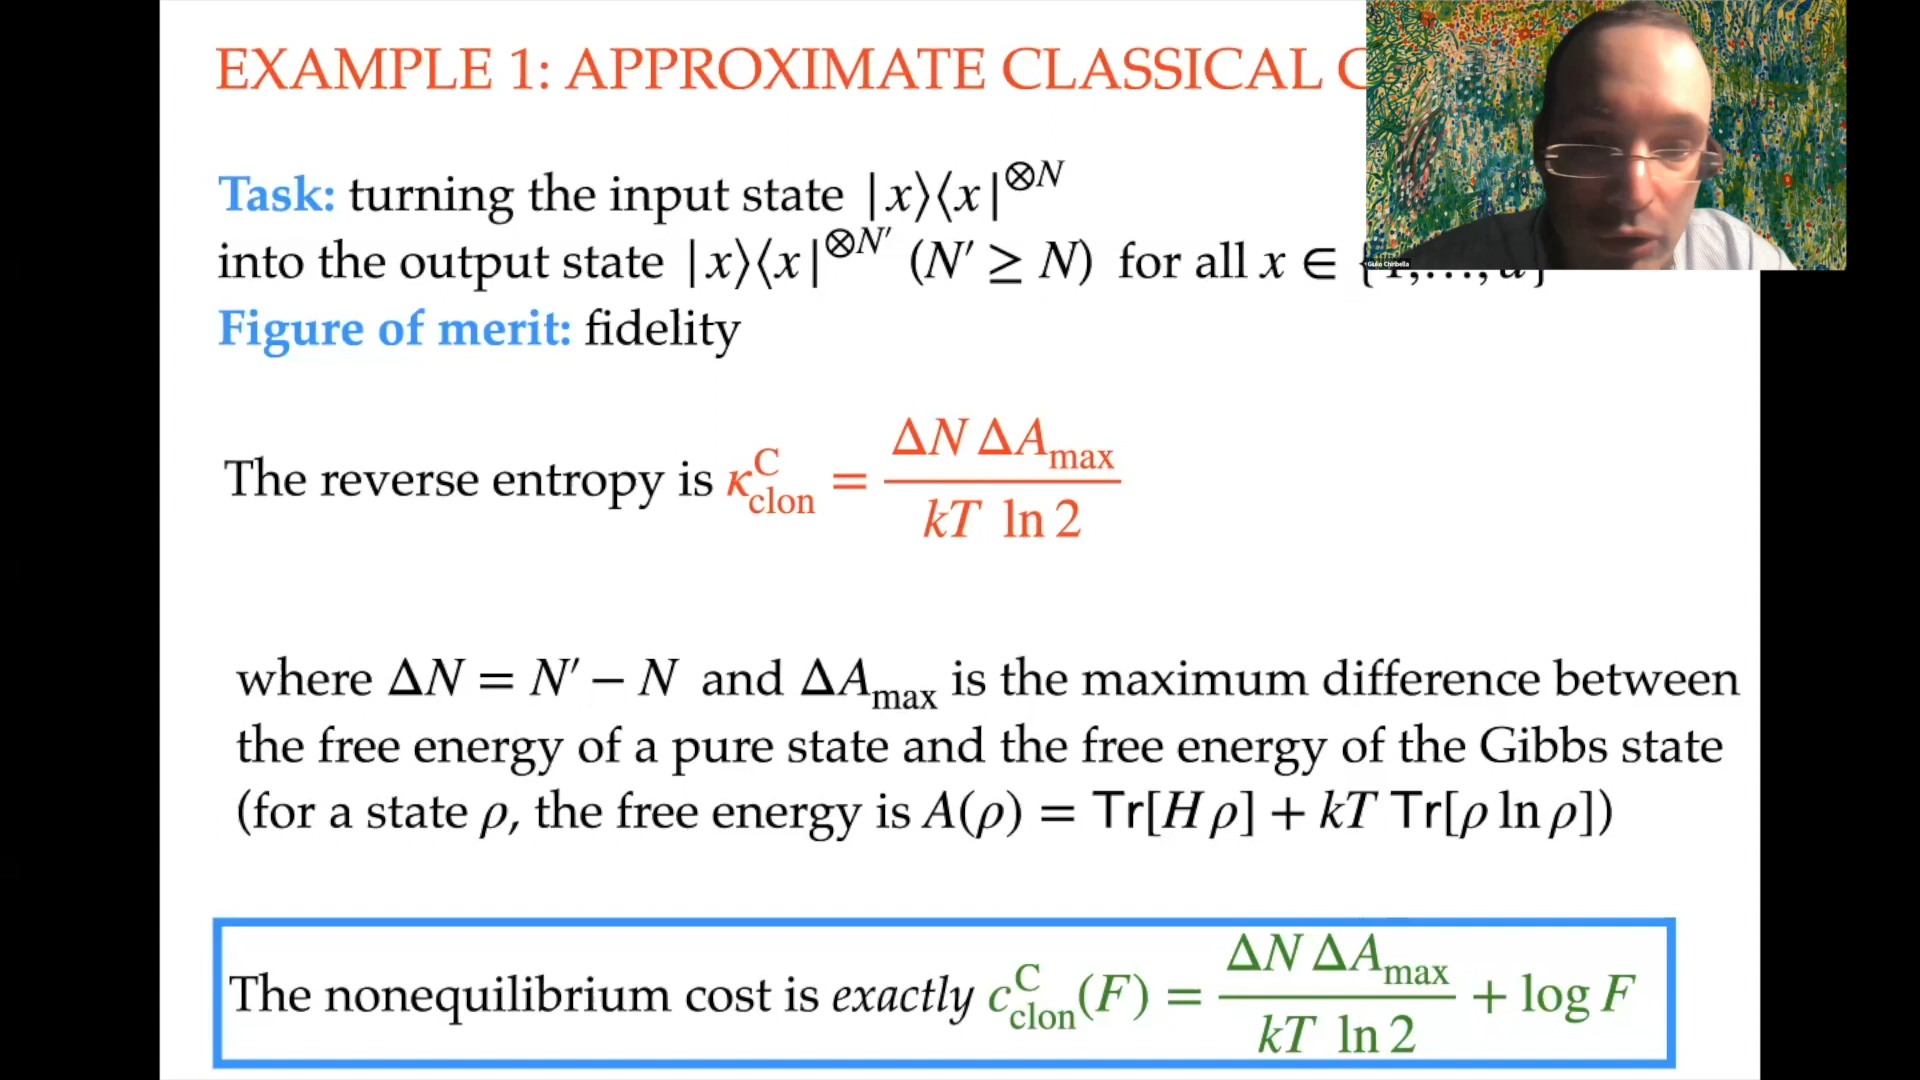 EXAMPLE 1: APPROXIMATE CLASSICAL C
Task: turning the input state |x⟩⟨x|^{⊗N}
into the output state |x⟩⟨x|^{⊗N′} (N′ ≥ N) for all x ∈
Giulio Chiribella
Figure of merit: fidelity
The reverse entropy is κ^C_clon = ΔN ΔA_max / kT ln 2
where ΔN = N′ − N and ΔA_max is the maximum difference between
the free energy of a pure state and the free energy of the Gibbs state
(for a state ρ, the free energy is A(ρ) = Tr[H ρ] + kT Tr[ρ ln ρ])
The nonequilibrium cost is exactly c^C_clon(F) = ΔN ΔA_max / kT ln 2 + log F